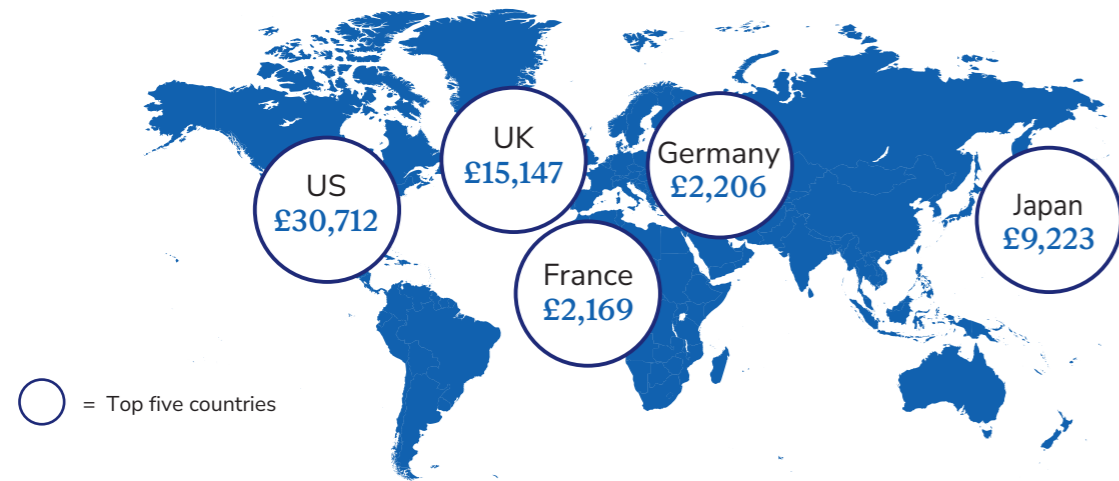 UK
£15,147
Germany
£2,206
US
£30,712
Japan
£9,223
France
£2,169
= Top five countries